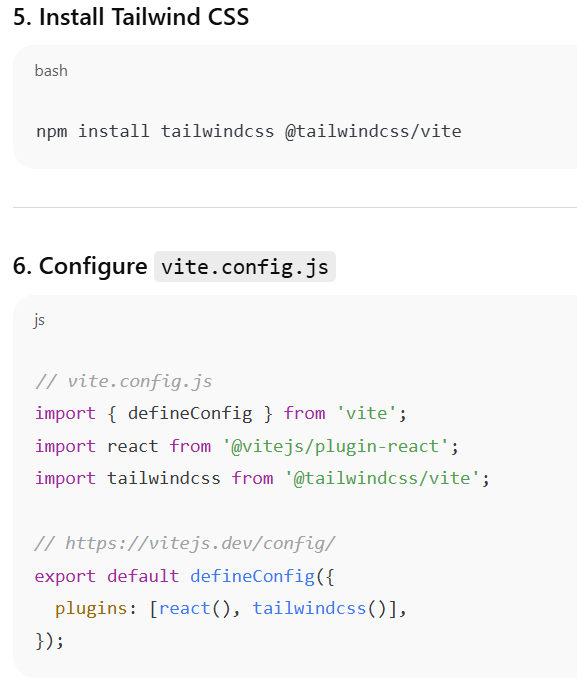 5. Install Tailwind CSS
bash
npm install tailwindcss @tailwindcss/vite
6. Configure vite.config.js
js
// vite.config.js
import { defineConfig } from 'vite';
import react from '@vitejs/plugin-react';
import tailwindcss from '@tailwindcss/vite';
// https://vitejs.dev/config/
export default defineConfig({
  plugins: [react(), tailwindcss()],
});